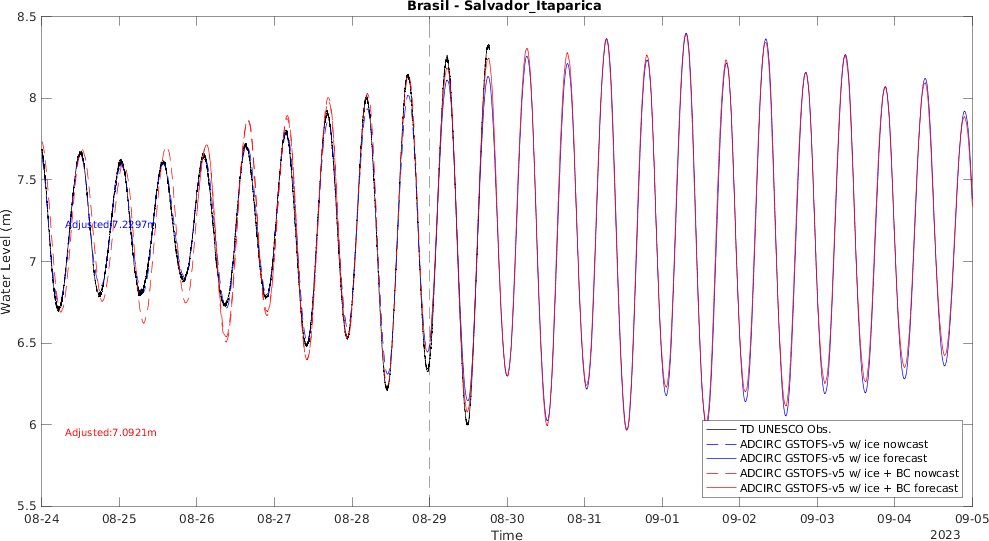 Brasil - Salvador_Itaparica
Water Level (m)
8.5
8
7.5
7
6.5
6
5.5
Adjusted:7.2297m
Adjusted:7.0921m
TD UNESCO Obs.
ADCIRC GSTOFS-v5 w/ ice nowcast
ADCIRC GSTOFS-v5 w/ ice forecast
ADCIRC GSTOFS-v5 w/ ice + BC nowcast
ADCIRC GSTOFS-v5 w/ ice + BC forecast
08-24 08-25 08-26 08-27 08-28 08-29 08-30 08-31 09-01 09-02 09-03 09-04 09-05
Time
2023